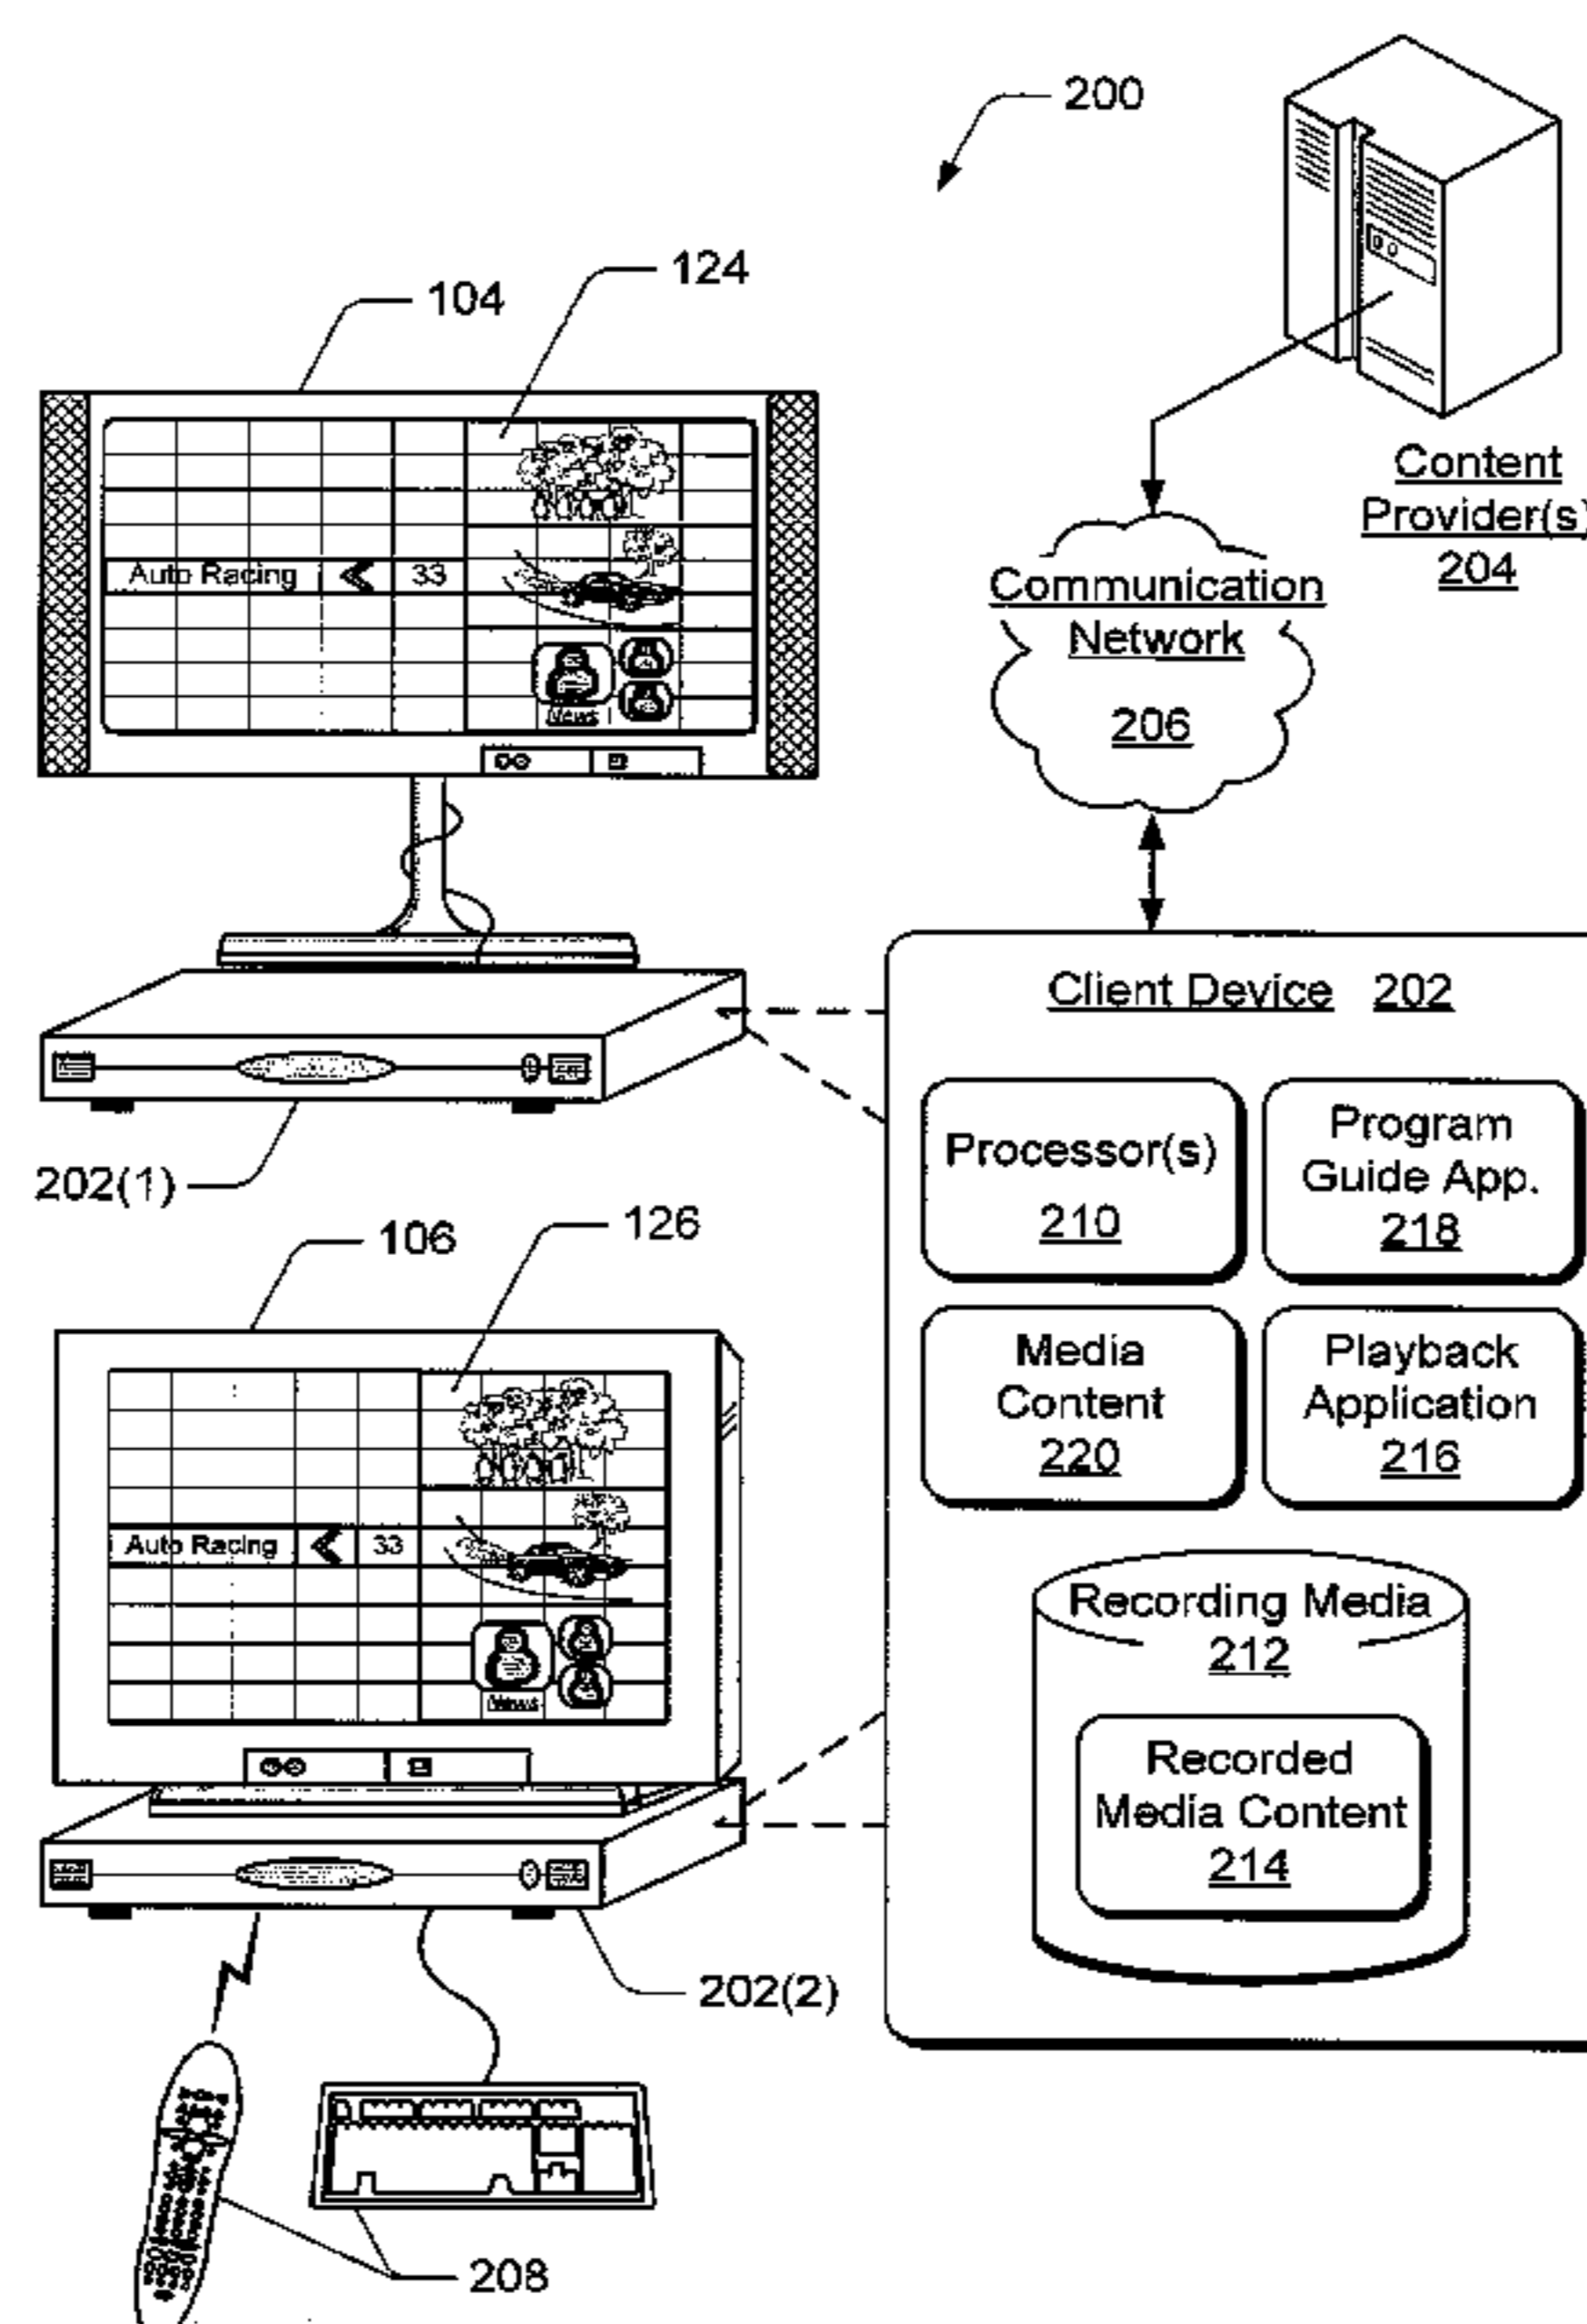 200
124
104
Content
Provider(s)
204
Auto Racing 33
News
Communication
Network
206
Client Device 202
202(1)
Processor(s)
210
Program
Guide App.
218
106
126
Media
Content
220
Playback
Application
216
Auto Racing 33
News
Recording Media
212
Recorded
Media Content
214
202(2)
208